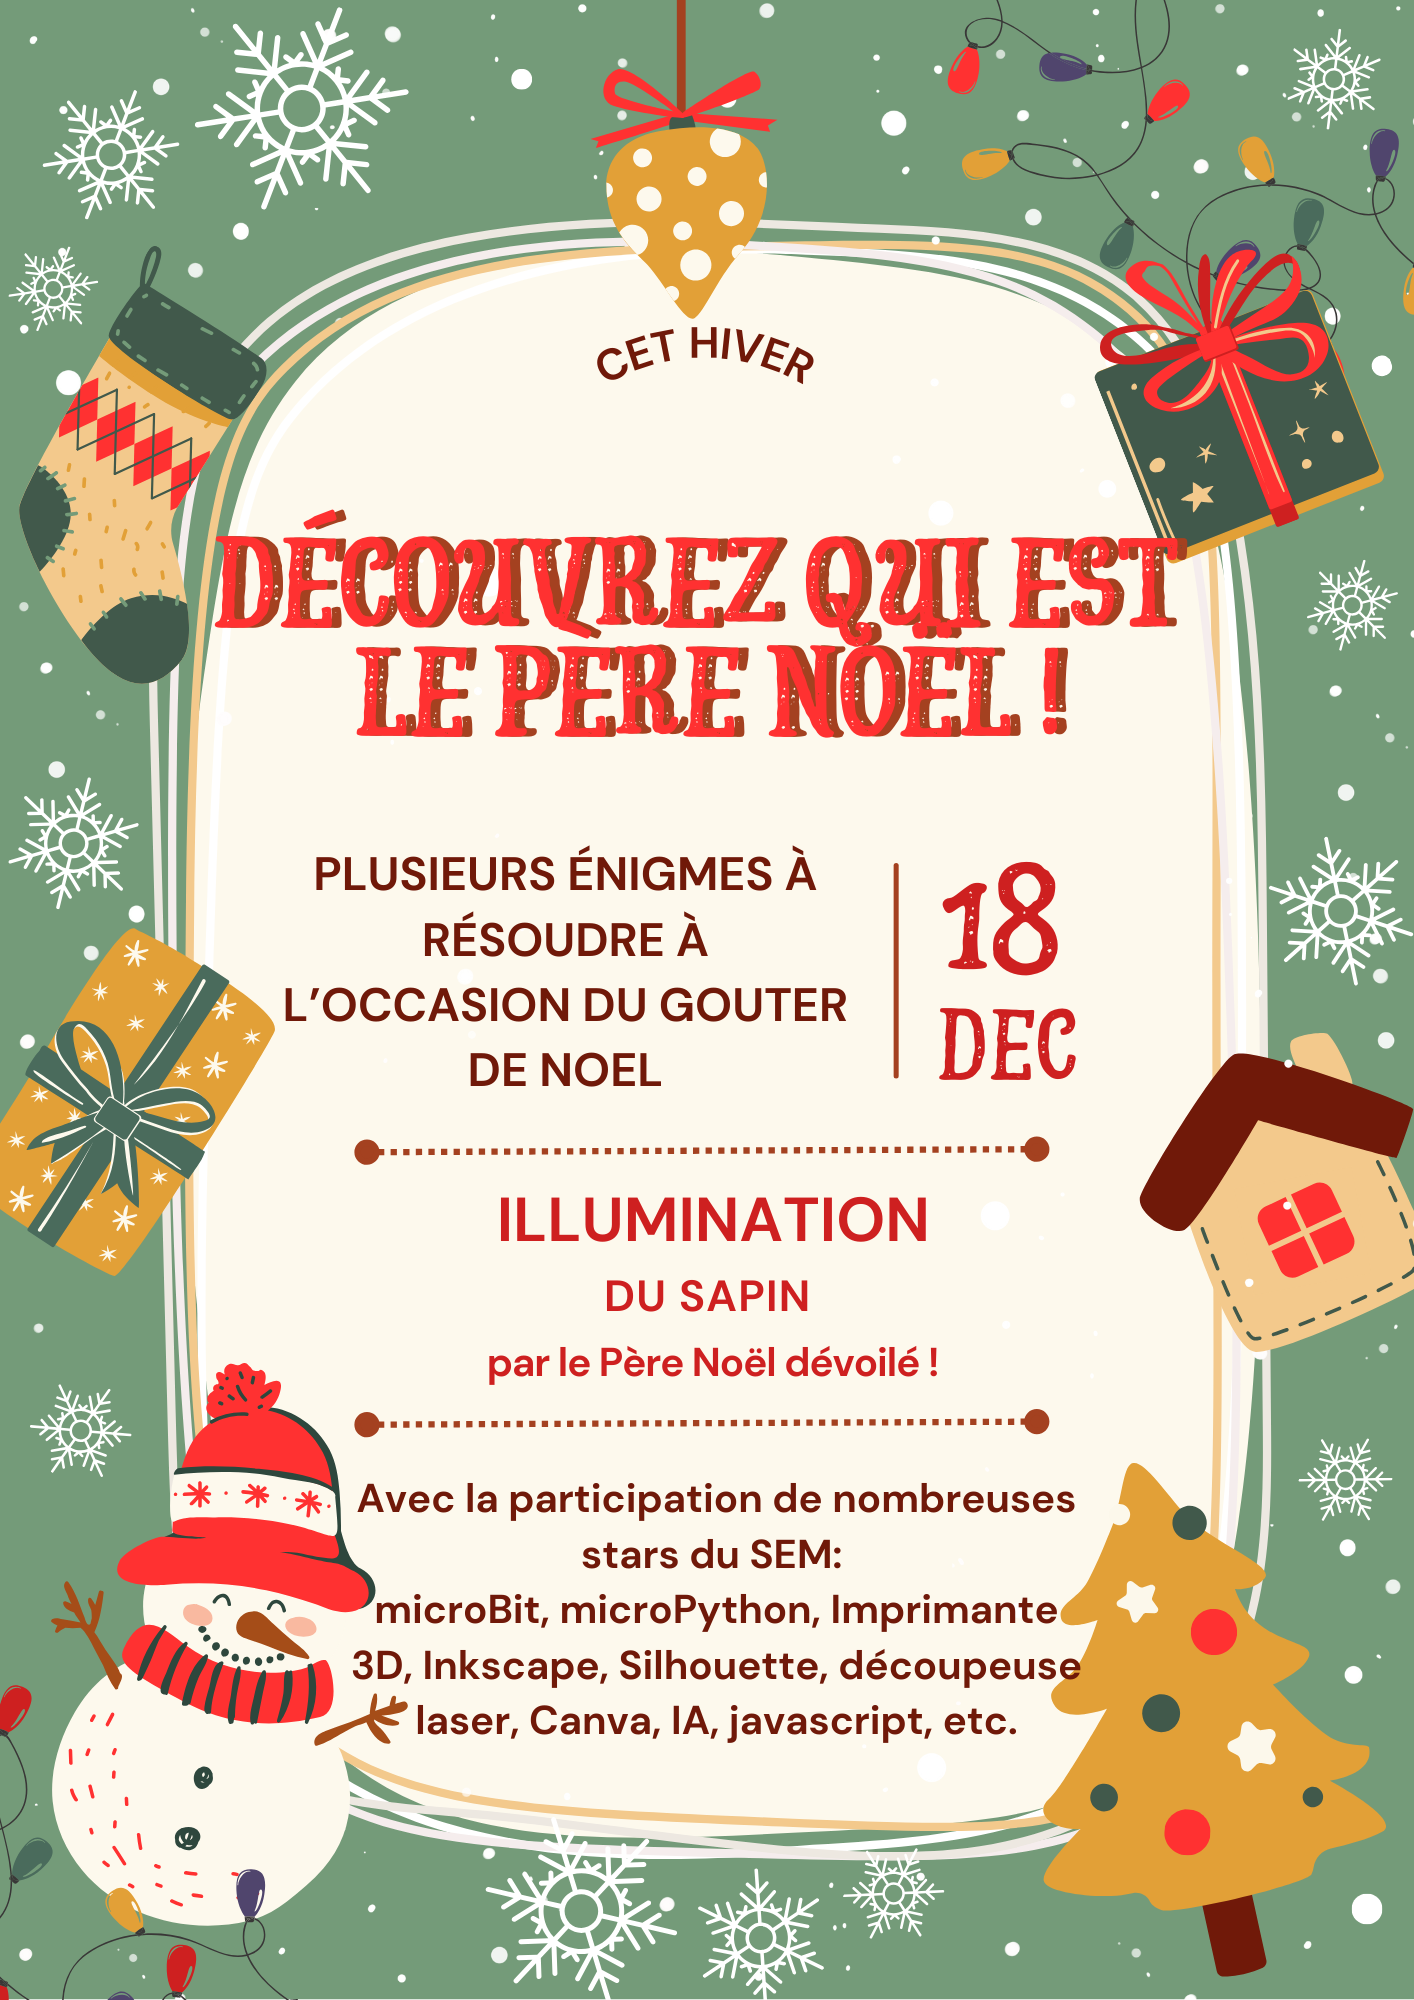 CET HIVER
DÉCOUVREZ QUI EST
LE PÈRE NOËL !
PLUSIEURS ÉNIGMES À
RÉSOUDRE À
L'OCCASION DU GOUTER
DE NOEL
18
DEC
ILLUMINATION
DU SAPIN
par le Père Noël dévoilé !
Avec la participation de nombreuses
stars du SEM:
microBit, microPython, Imprimante
3D, Inkscape, Silhouette, découpeuse
laser, Canva, IA, javascript, etc.